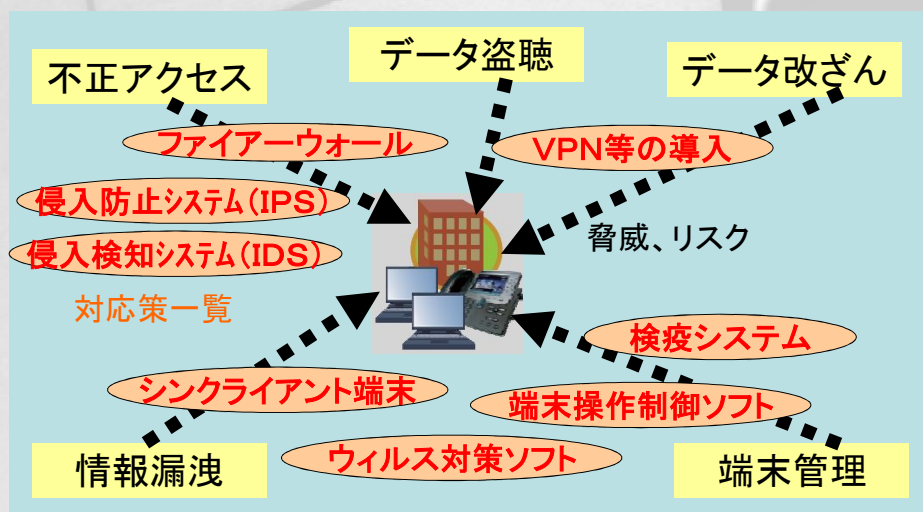 データ盗聴
不正アクセス
データ改ざん
ファイアーウォール
VPN等の導入
侵入防止システム(IPS)
脅威、リスク
侵入検知システム(IDS)
対応策一覧
検疫システム
シンクライアント端末
端末操作制御ソフト
ウィルス対策ソフト
情報漏洩
端末管理